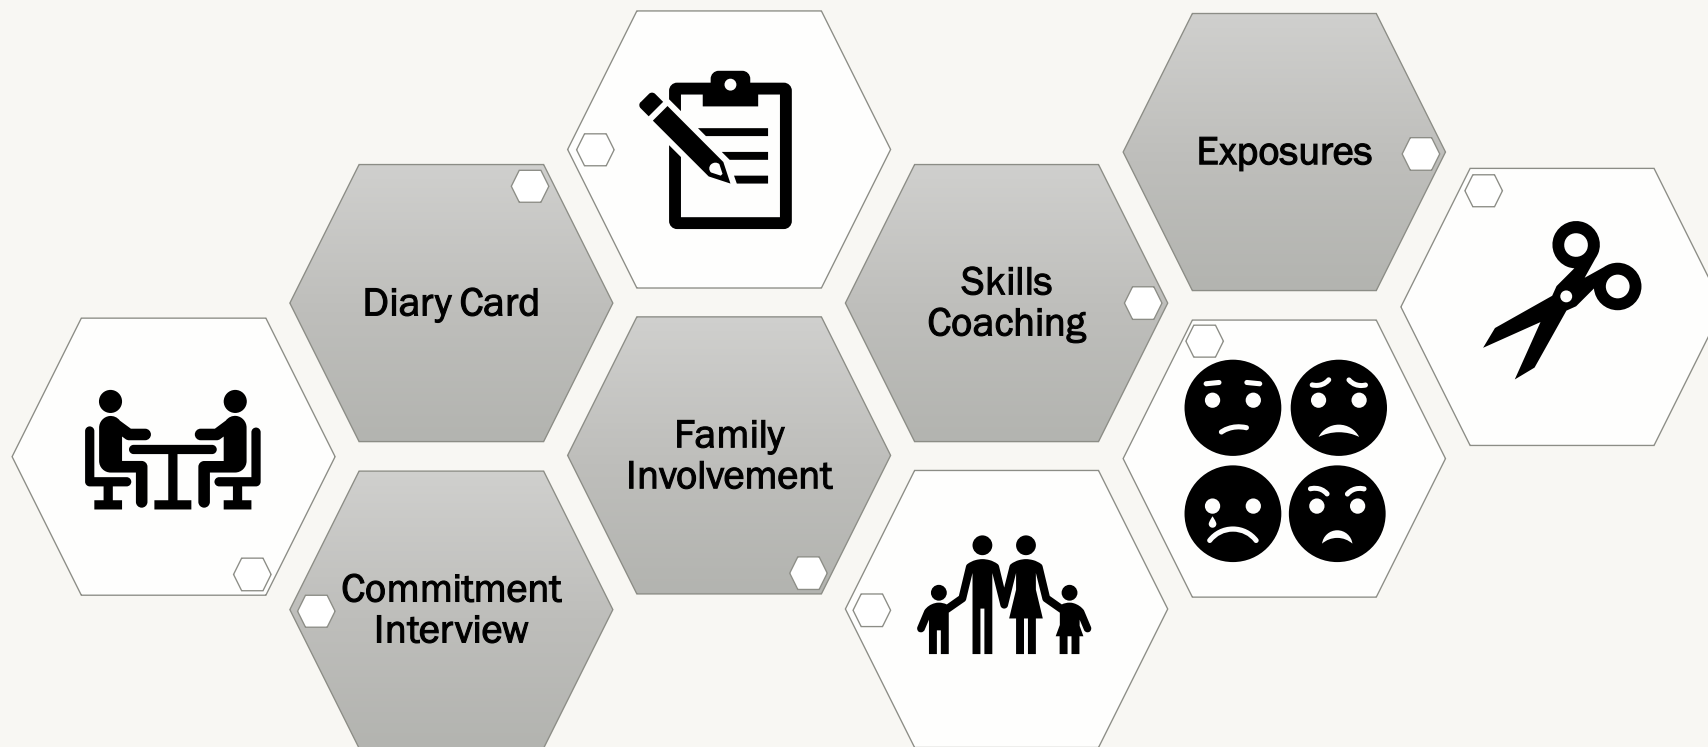 Exposures
Skills
Coaching
Diary Card
Family
Involvement
Commitment
Interview